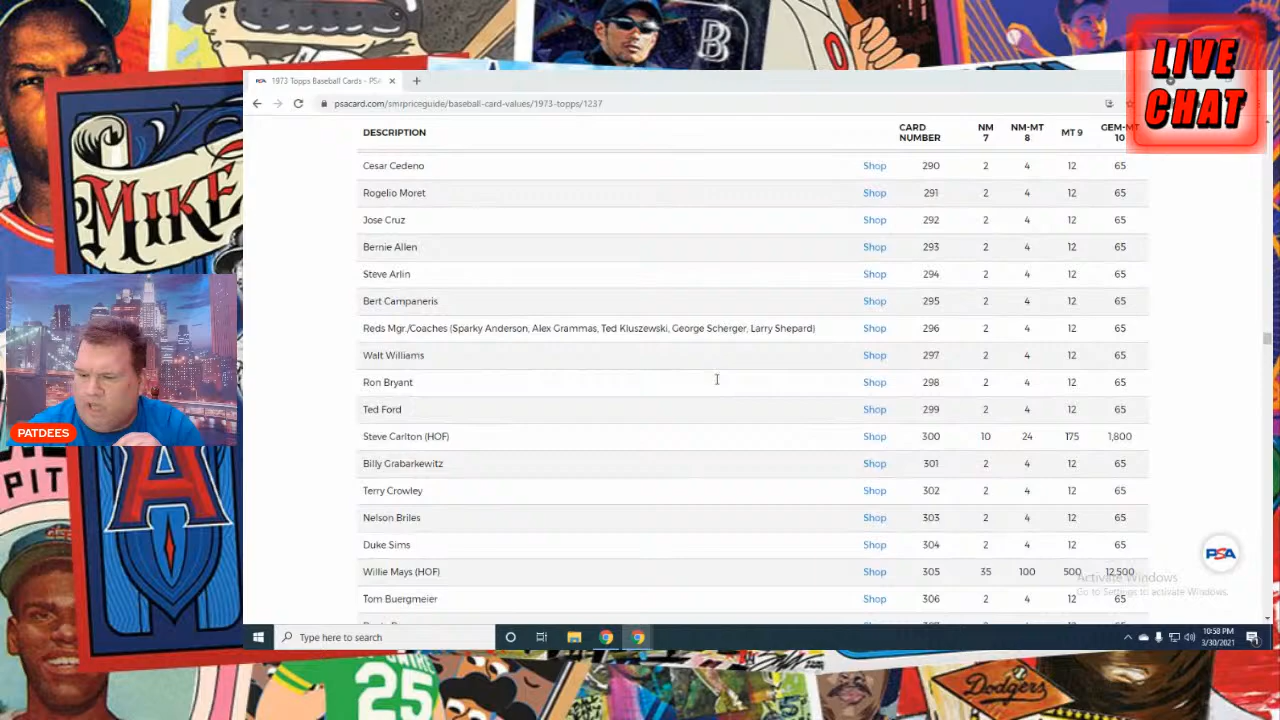 LIVE
CHAT
1973 Topps Baseball Cards - PSA
psacard.com/smrpriceguide/baseball-card-values/1973-topps/1237
DESCRIPTION CARD NUMBER NM 7 NM-MT 8 MT 9 GEM-MT 10
Cesar Cedeno Shop 290 2 4 12 65
Rogelio Moret Shop 291 2 4 12 65
Jose Cruz Shop 292 2 4 12 65
Bernie Allen Shop 293 2 4 12 65
Steve Arlin Shop 294 2 4 12 65
Bert Campaneris Shop 295 2 4 12 65
Reds Mgr./Coaches (Sparky Anderson, Alex Grammas, Ted Kluszewski, George Scherger, Larry Shepard) Shop 296 2 4 12 65
Walt Williams Shop 297 2 4 12 65
Ron Bryant Shop 298 2 4 12 65
Ted Ford Shop 299 2 4 12 65
Steve Carlton (HOF) Shop 300 10 24 175 1,800
Billy Grabarkewitz Shop 301 2 4 12 65
Terry Crowley Shop 302 2 4 12 65
Nelson Briles Shop 303 2 4 12 65
Duke Sims Shop 304 2 4 12 65
Willie Mays (HOF) Shop 305 35 100 500 12,500
Tom Buergmeier Shop 306 2 4 12 65
PSA
Activate Windows
Go to Settings to activate Windows.
Type here to search
10:58 PM
3/30/2021
MIKE
PATDEES
PIT
A
B
25
Dodgers